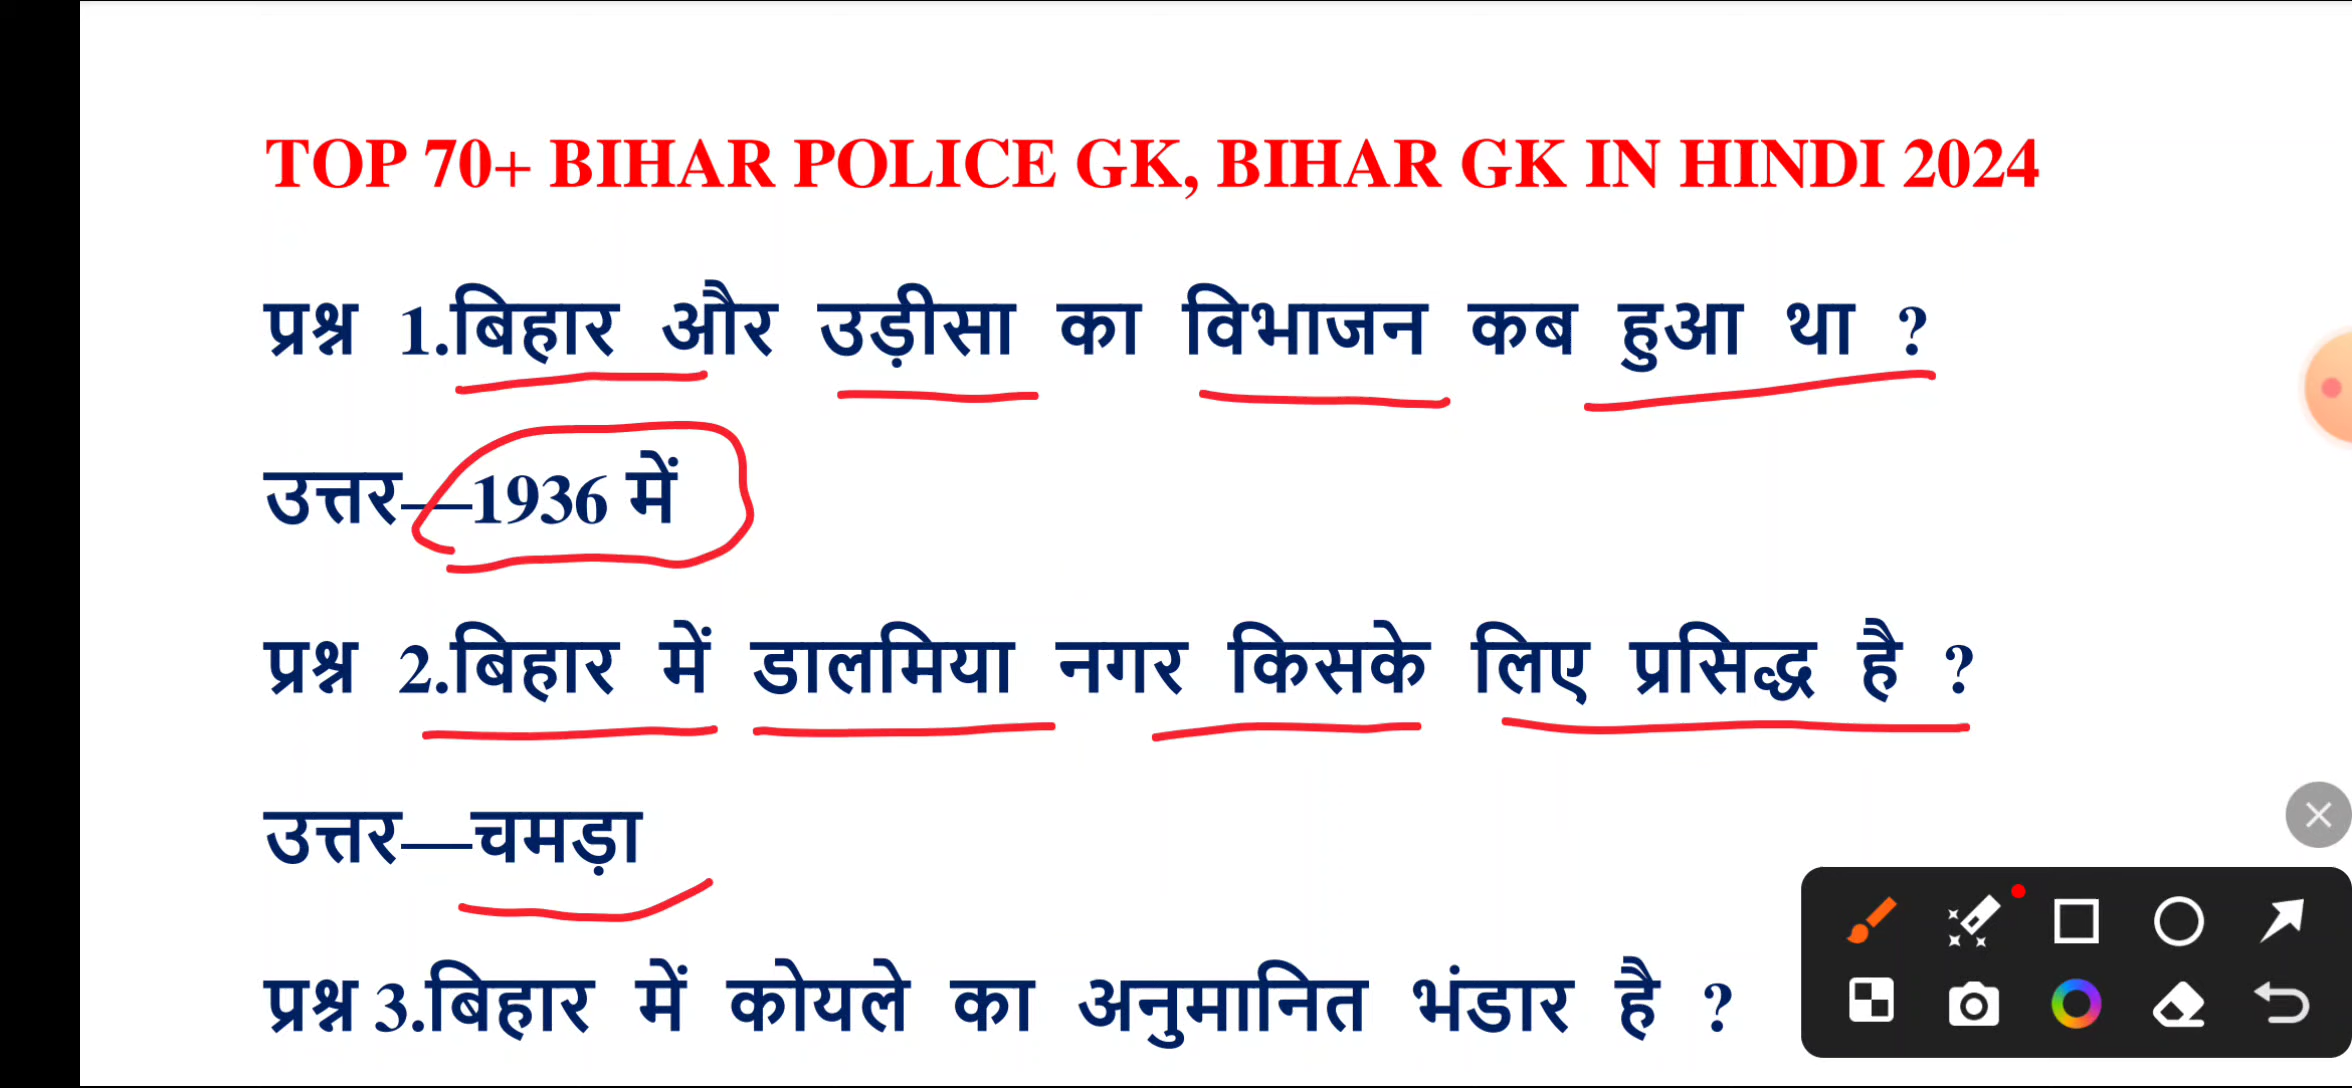 TOP 70+ BIHAR POLICE GK, BIHAR GK IN HINDI 2024
प्रश्न 1.बिहार और उड़ीसा का विभाजन कब हुआ था ?
उत्तर—1936 में
प्रश्न 2.बिहार में डालमिया नगर किसके लिए प्रसिद्ध है ?
उत्तर—चमड़ा
प्रश्न 3.बिहार में कोयले का अनुमानित भंडार है ?